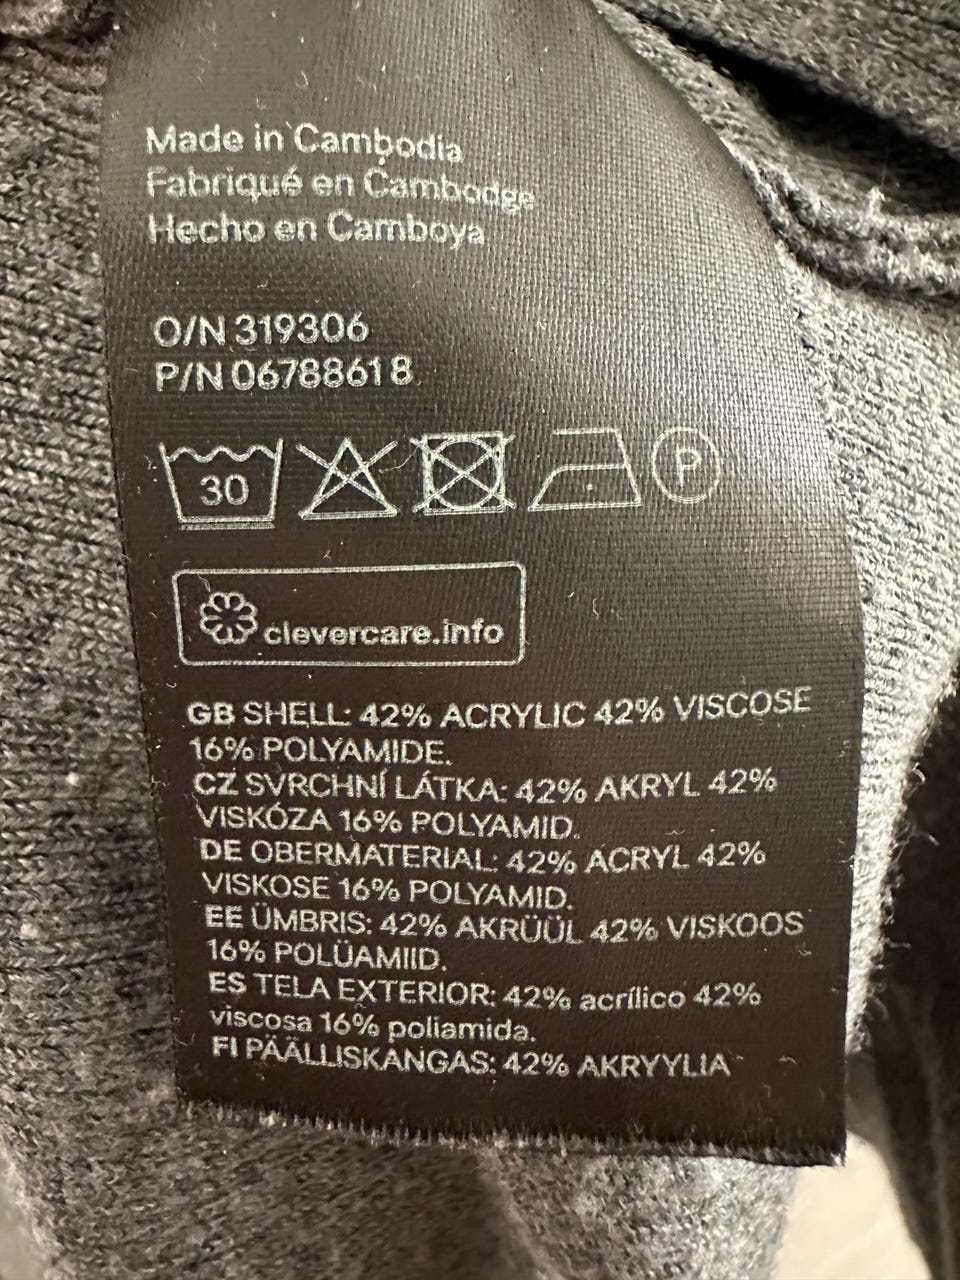 Made in Cambodia
Fabriqué en Cambodge
Hecho en Camboya
O/N 319306
P/N 06788618
30
P
clevercare.info
GB SHELL: 42% ACRYLIC 42% VISCOSE
16% POLYAMIDE.
CZ SVRCHNÍ LÁTKA: 42% AKRYL 42%
VISKÓZA 16% POLYAMID.
DE OBERMATERIAL: 42% ACRYL 42%
VISKOSE 16% POLYAMID.
EE ÜMBRIS: 42% AKRÜÜL 42% VISKOOS
16% POLÜAMIID.
ES TELA EXTERIOR: 42% acrílico 42%
viscosa 16% poliamida.
FI PÄÄLLISKANGAS: 42% AKRYYLIA